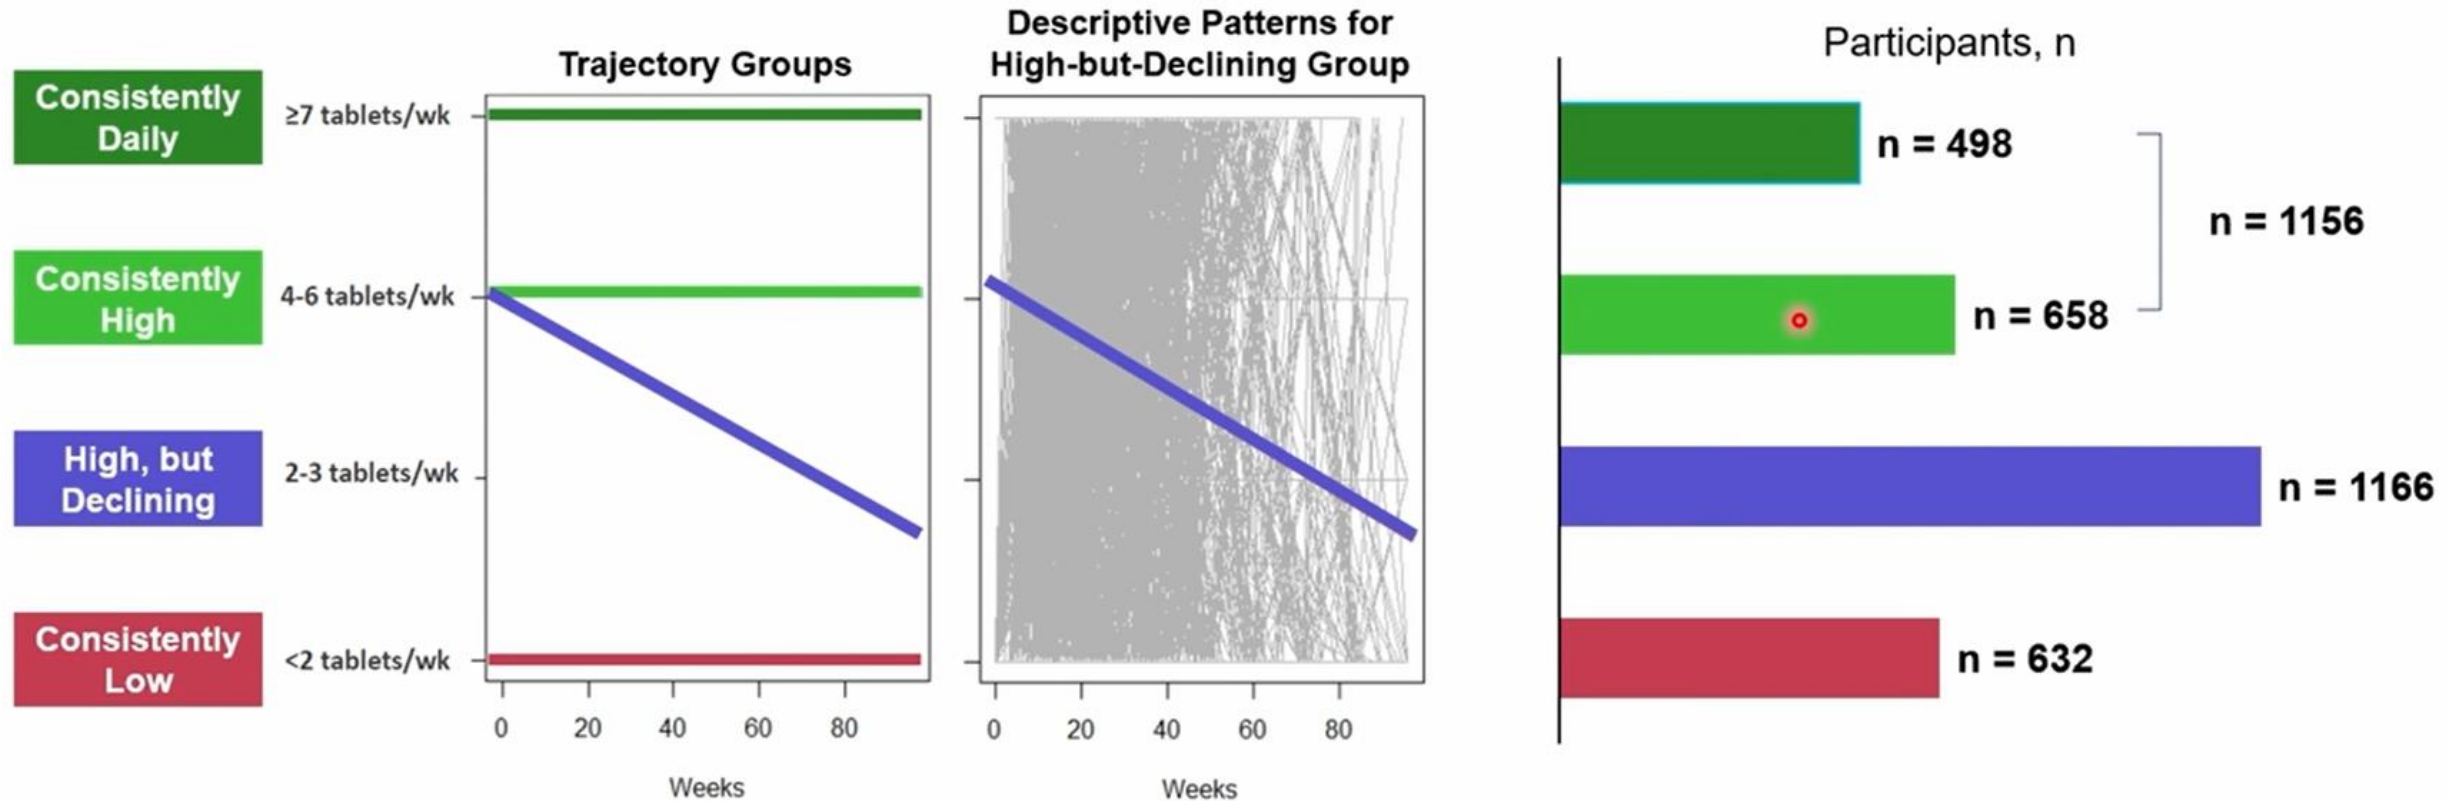 Consistently
Daily
Consistently
High
High, but
Declining
Consistently
Low
Trajectory Groups
≥7 tablets/wk
4-6 tablets/wk
2-3 tablets/wk
<2 tablets/wk
0 20 40 60 80
Weeks
Descriptive Patterns for
High-but-Declining Group
0 20 40 60 80
Weeks
Participants, n
n = 498
n = 658
n = 1156
n = 1166
n = 632